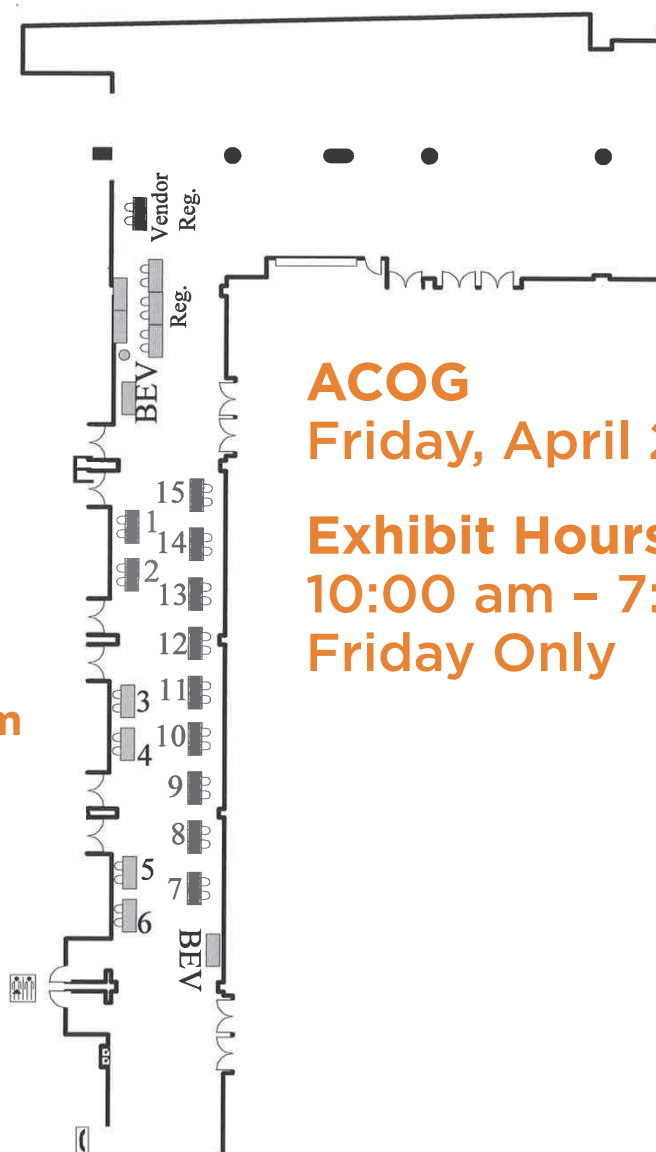 Vendor
Reg.
Reg.
BEV
ACOG
Friday, April
Exhibit Hours
10:00 am – 7:
Friday Only
15
1
14
2
13
12
11
3
10
4
m
9
8
5
7
6
BEV